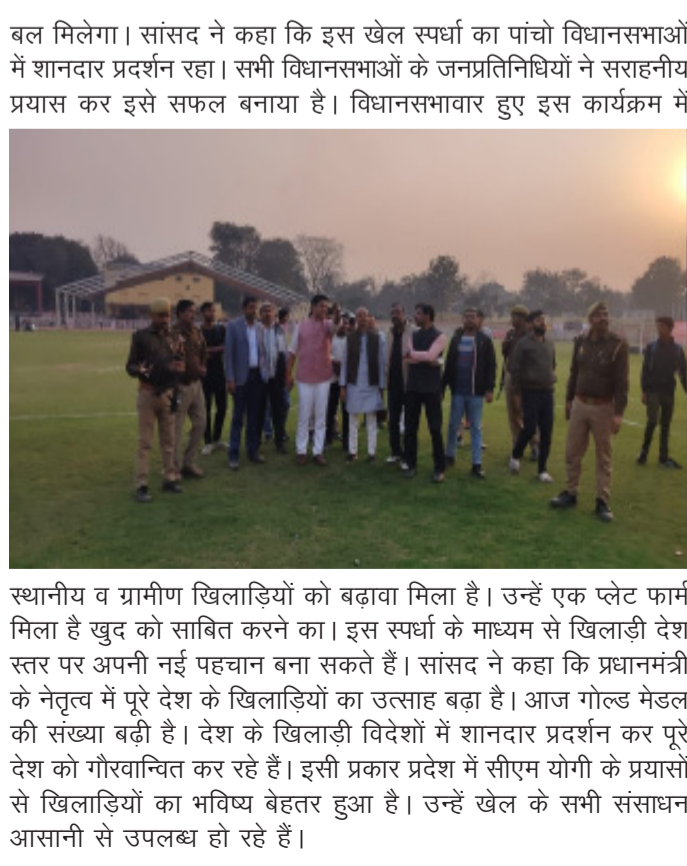 बल मिलेगा। सांसद ने कहा कि इस खेल स्पर्धा का पांचो विधानसभाओं
में शानदार प्रदर्शन रहा। सभी विधानसभाओं के जनप्रतिनिधियों ने सराहनीय
प्रयास कर इसे सफल बनाया है। विधानसभावार हुए इस कार्यक्रम में
स्थानीय व ग्रामीण खिलाड़ियों को बढ़ावा मिला है। उन्हें एक प्लेट फार्म
मिला है खुद को साबित करने का। इस स्पर्धा के माध्यम से खिलाड़ी देश
स्तर पर अपनी नई पहचान बना सकते हैं। सांसद ने कहा कि प्रधानमंत्री
के नेतृत्व में पूरे देश के खिलाड़ियों का उत्साह बढ़ा है। आज गोल्ड मेडल
की संख्या बढ़ी है। देश के खिलाड़ी विदेशों में शानदार प्रदर्शन कर पूरे
देश को गौरवान्वित कर रहे हैं। इसी प्रकार प्रदेश में सीएम योगी के प्रयासों
से खिलाड़ियों का भविष्य बेहतर हुआ है। उन्हें खेल के सभी संसाधन
आसानी से उपलब्ध हो रहे हैं।